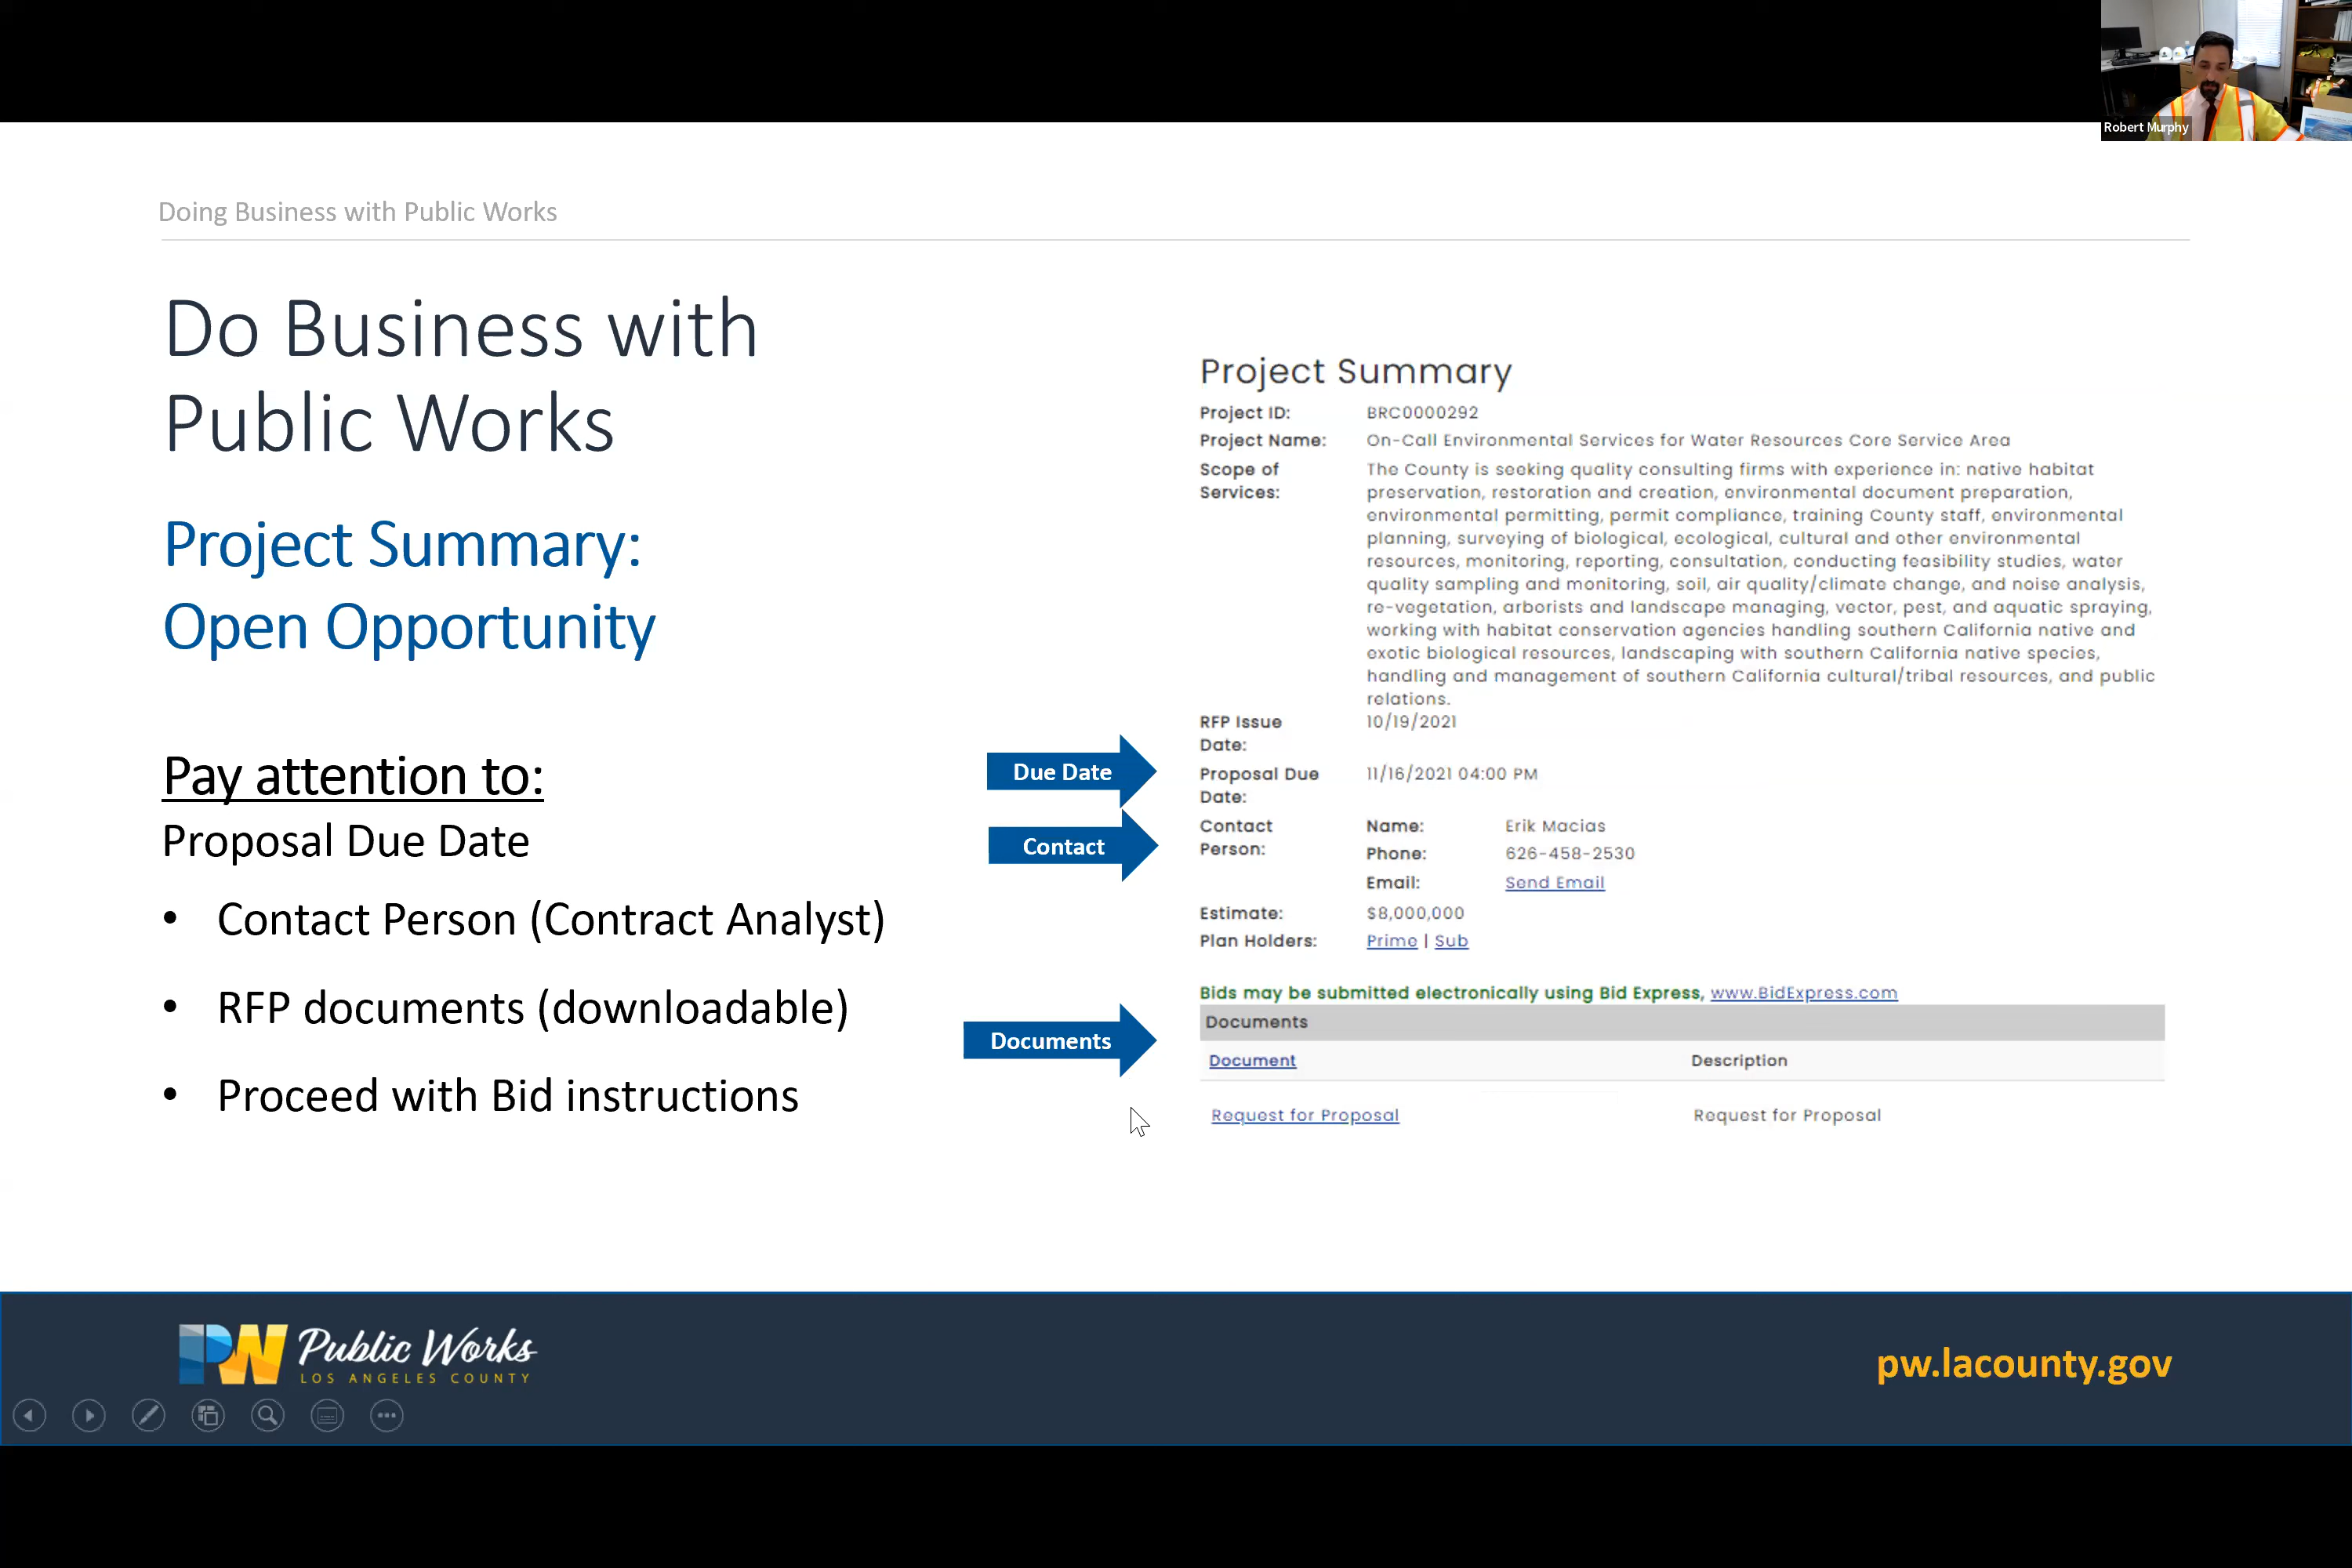 Robert Murphy
Doing Business with Public Works
Do Business with
Public Works
Project Summary:
Open Opportunity
Pay attention to:
Proposal Due Date
• Contact Person (Contract Analyst)
• RFP documents (downloadable)
• Proceed with Bid instructions
Due Date
Contact
Documents
Project Summary
Project ID: BRC0000292
Project Name: On-Call Environmental Services for Water Resources Core Service Area
Scope of The County is seeking quality consulting firms with experience in: native habitat
Services: preservation, restoration and creation, environmental document preparation,
environmental permitting, permit compliance, training County staff, environmental
planning, surveying of biological, ecological, cultural and other environmental
resources, monitoring, reporting, consultation, conducting feasibility studies, water
quality sampling and monitoring, soil, air quality/climate change, and noise analysis,
re-vegetation, arborists and landscape managing, vector, pest, and aquatic spraying,
working with habitat conservation agencies handling southern California native and
exotic biological resources, landscaping with southern California native species,
handling and management of southern California cultural/tribal resources, and public
relations.
RFP Issue 10/19/2021
Date:
Proposal Due 11/16/2021 04:00 PM
Date:
Contact Name: Erik Macias
Person: Phone: 626-458-2530
Email: Send Email
Estimate: $8,000,000
Plan Holders: Prime | Sub
Bids may be submitted electronically using Bid Express, www.BidExpress.com
Documents
Document Description
Request for Proposal Request for Proposal
PW Public Works
LOS ANGELES COUNTY
pw.lacounty.gov